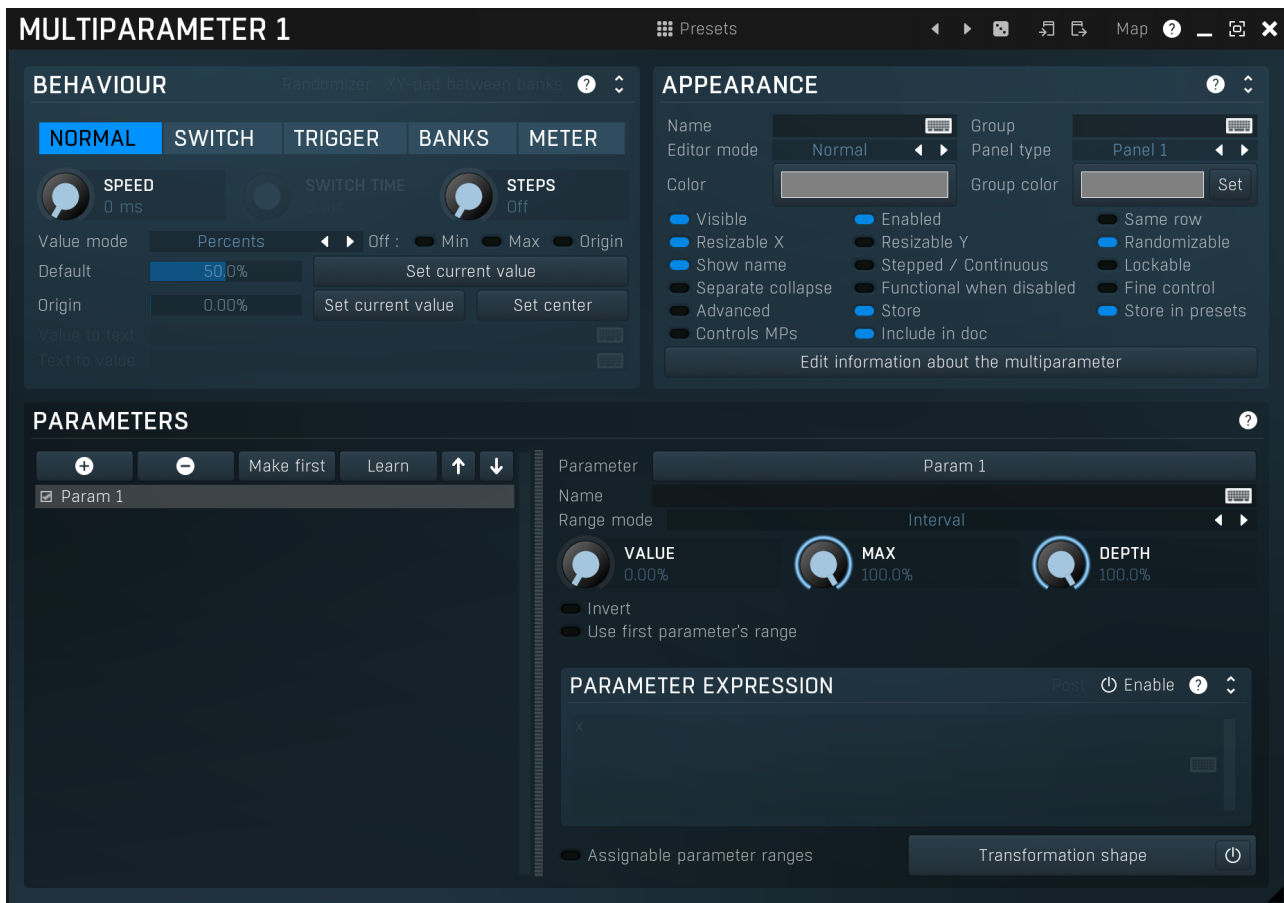 MULTIPARAMETER 1
Presets
Map ?
BEHAVIOUR
Randomizer XY-pad between banks ?
NORMAL SWITCH TRIGGER BANKS METER
SPEED
0 ms
SWITCH TIME
STEPS
Off
Value mode Percents Off : Min Max Origin
Default 50.0% Set current value
Origin 0.00% Set current value Set center
Value to text
Text to value
APPEARANCE ?
Name Group
Editor mode Normal Panel type Panel 1
Color Group color Set
Visible Enabled Same row
Resizable X Resizable Y Randomizable
Show name Stepped / Continuous Lockable
Separate collapse Functional when disabled Fine control
Advanced Store Store in presets
Controls MPs Include in doc
Edit information about the multiparameter
PARAMETERS ?
Make first Learn
Param 1
Parameter Param 1
Name
Range mode Interval
VALUE
0.00%
MAX
100.0%
DEPTH
100.0%
Invert
Use first parameter's range
PARAMETER EXPRESSION Post Enable ?
x
Assignable parameter ranges Transformation shape